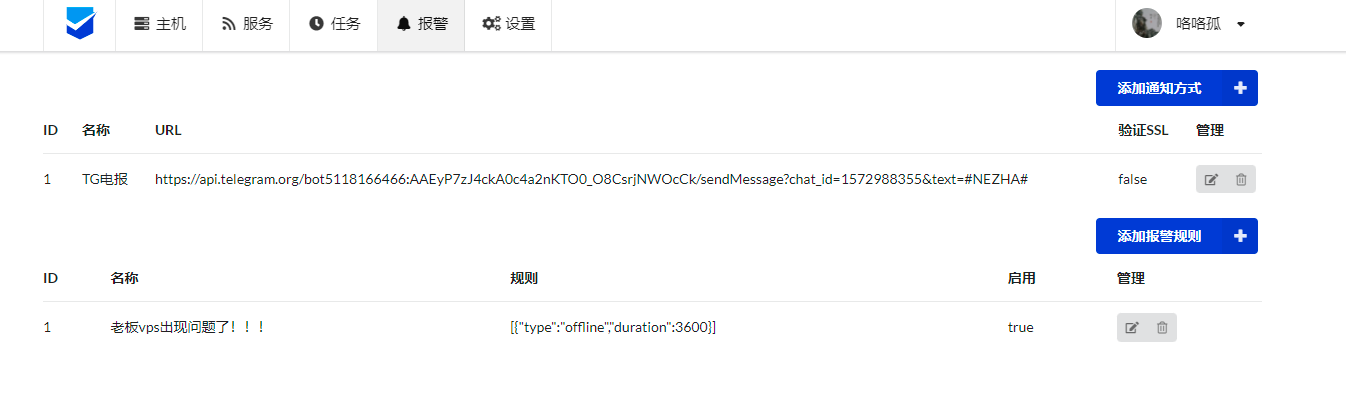 主机 服务 任务 报警 设置 咯咯孤
添加通知方式
ID 名称 URL 验证SSL 管理
1 TG电报 https://api.telegram.org/bot5118166466:AAEyP7zJ4ckA0c4a2nKTO0_O8CsrjNWOcCk/sendMessage?chat_id=1572988355&text=#NEZHA# false
添加报警规则
ID 名称 规则 启用 管理
1 老板vps出现问题了！！！ [{"type":"offline","duration":3600}] true